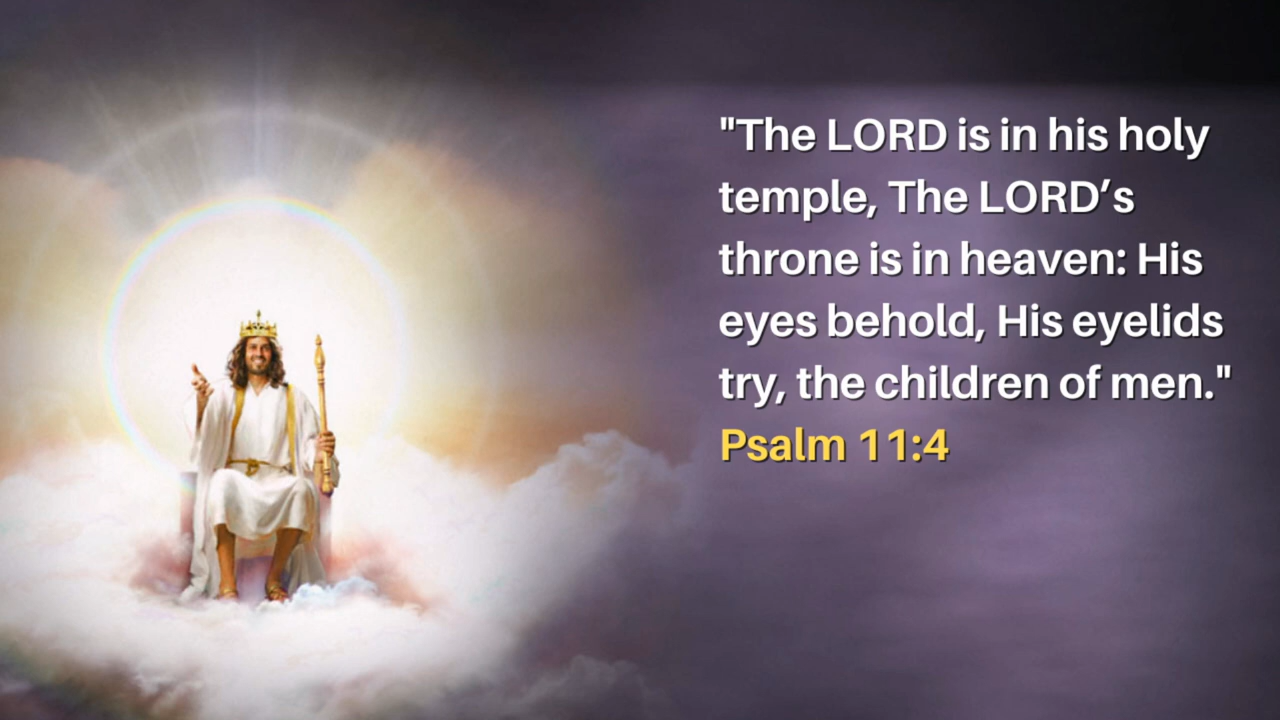 "The LORD is in his holy
temple, The LORD’s
throne is in heaven: His
eyes behold, His eyelids
try, the children of men."
Psalm 11:4